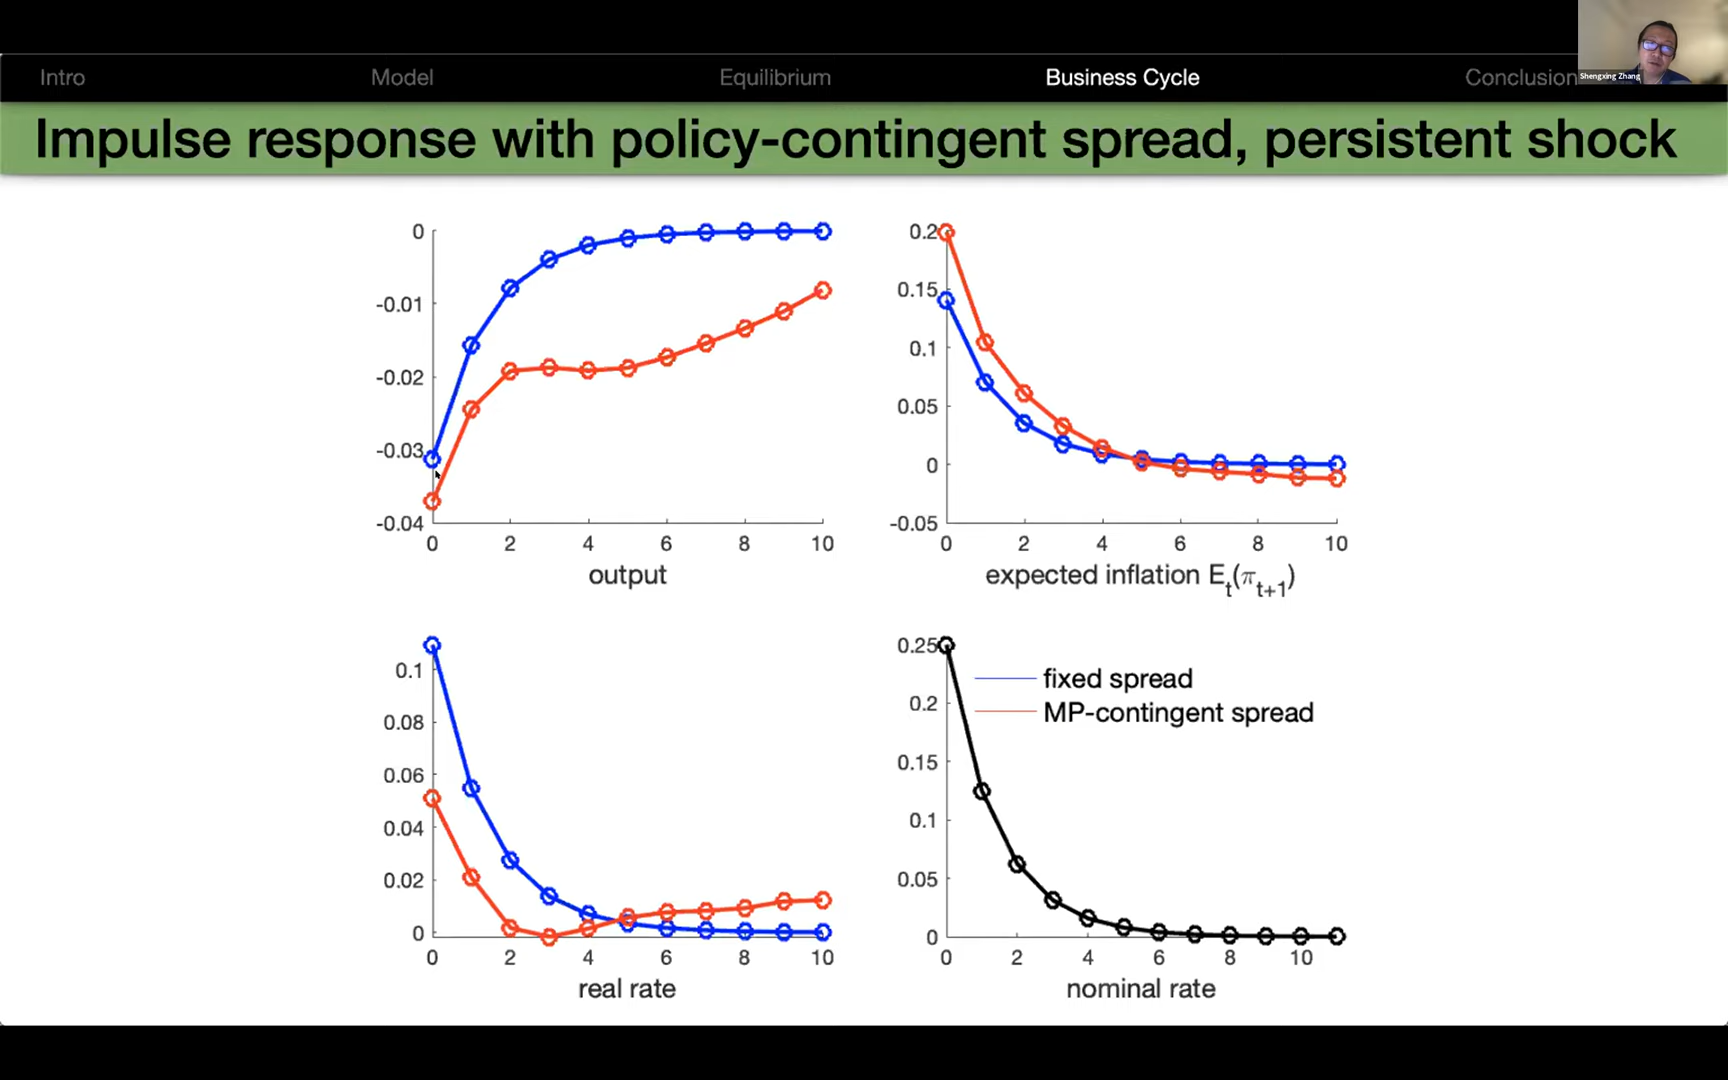 Intro Model Equilibrium Business Cycle Conclusion
Shengxing Zhang
Impulse response with policy-contingent spread, persistent shock
0
-0.01
-0.02
-0.03
-0.04
0 2 4 6 8 10
output
0.2
0.15
0.1
0.05
0
-0.05
0 2 4 6 8 10
expected inflation E_t(π_{t+1})
0.1
0.08
0.06
0.04
0.02
0
0 2 4 6 8 10
real rate
0.25
0.2
0.15
0.1
0.05
0
fixed spread
MP-contingent spread
0 2 4 6 8 10
nominal rate